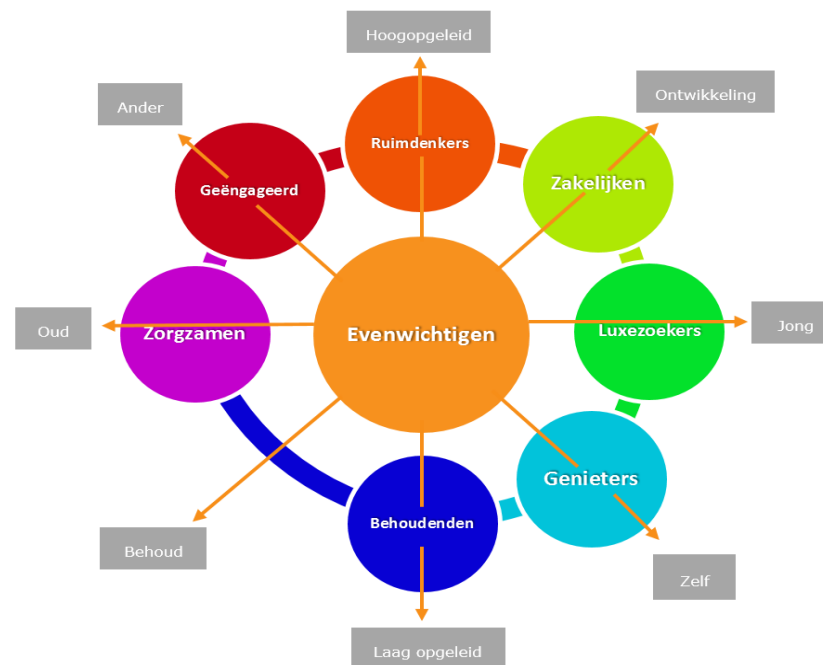 Hoogopgeleid
Ontwikkeling
Ander
Ruimdenkers
Zakelijken
Geëngageerd
Oud
Zorgzamen
Evenwichtigen
Luxezoekers
Jong
Genieters
Behoudenden
Behoud
Zelf
Laag opgeleid